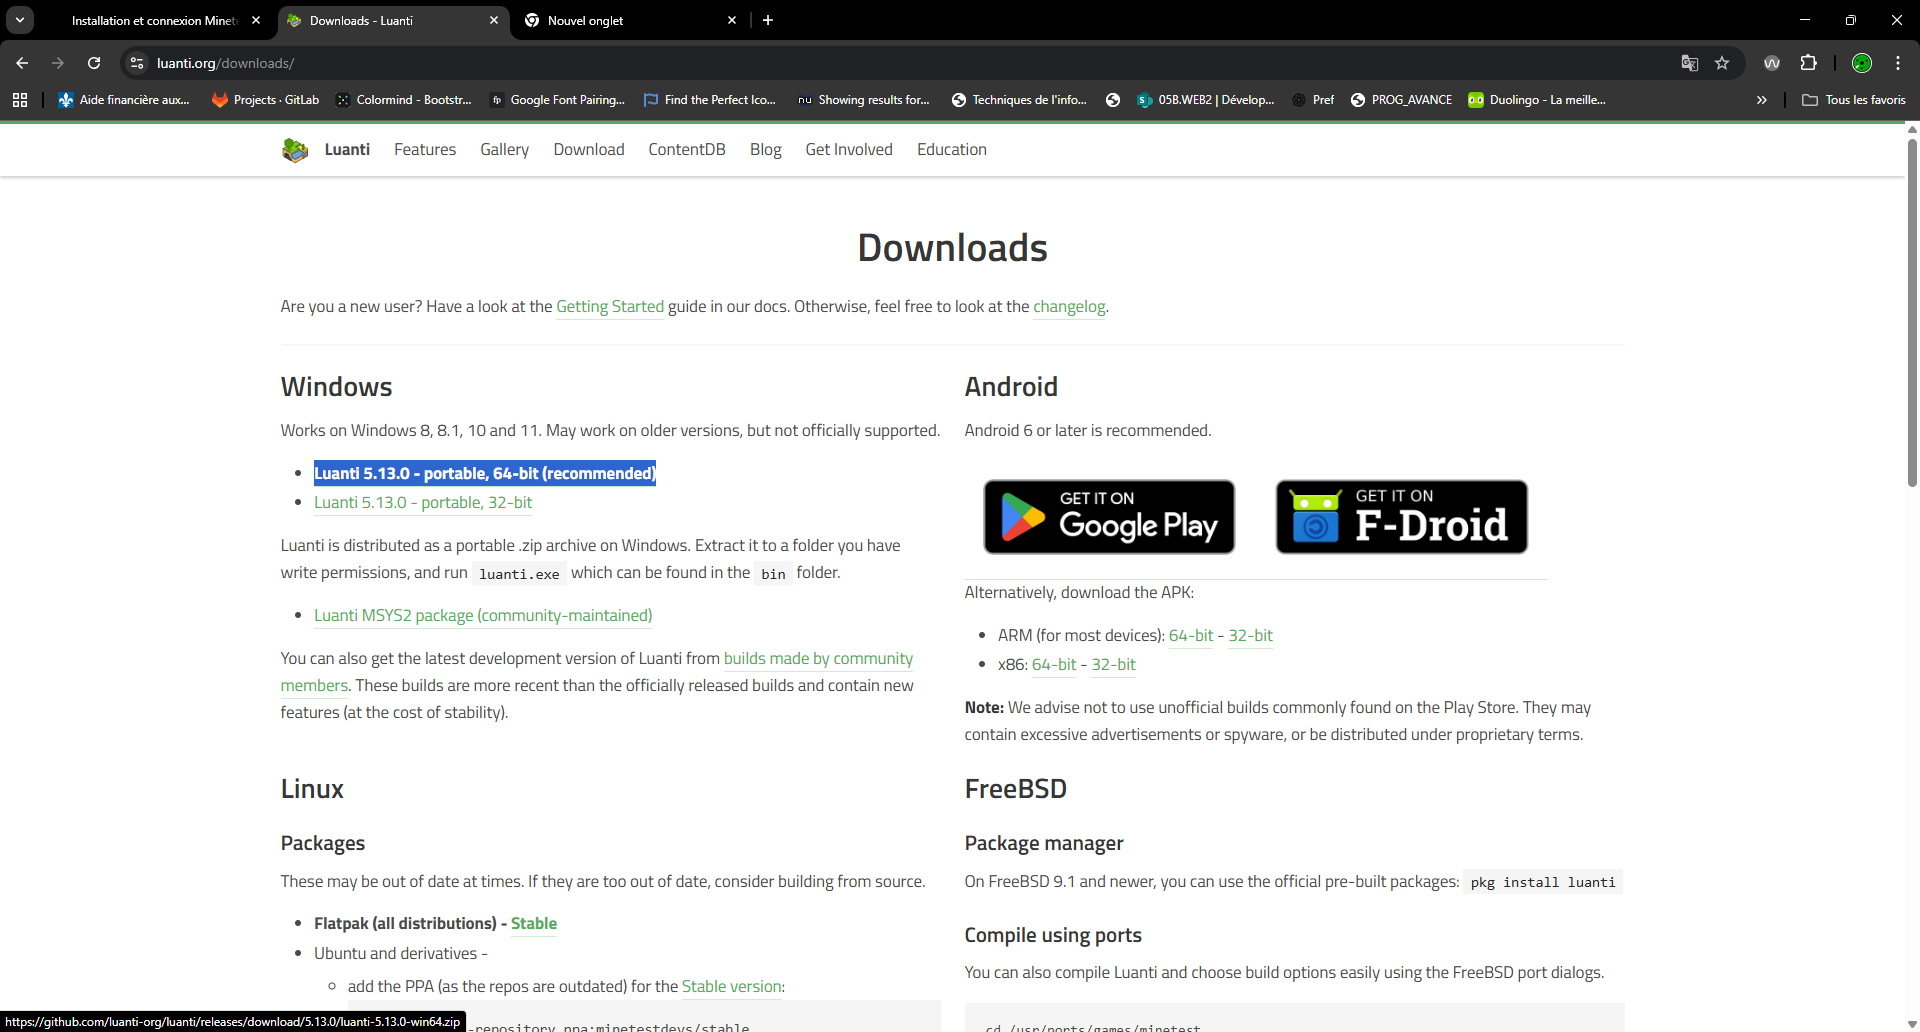 Installation et connexion Minete
Downloads - Luanti
Nouvel onglet
luanti.org/downloads/
Aide financière aux...
Projects · GitLab
Colormind - Bootstr...
fp
Google Font Pairing...
Find the Perfect Ico...
nu
Showing results for...
Techniques de l'info...
05B.WEB2 | Dévelop...
Pref
PROG_AVANCE
Duolingo - La meille...
Tous les favoris
Luanti
Features
Gallery
Download
ContentDB
Blog
Get Involved
Education
Downloads
Are you a new user? Have a look at the Getting Started guide in our docs. Otherwise, feel free to look at the changelog.
Windows
Works on Windows 8, 8.1, 10 and 11. May work on older versions, but not officially supported.
Luanti 5.13.0 - portable, 64-bit (recommended)
Luanti 5.13.0 - portable, 32-bit
Luanti is distributed as a portable .zip archive on Windows. Extract it to a folder you have
write permissions, and run luanti.exe which can be found in the bin folder.
Luanti MSYS2 package (community-maintained)
You can also get the latest development version of Luanti from builds made by community
members. These builds are more recent than the officially released builds and contain new
features (at the cost of stability).
Android
Android 6 or later is recommended.
GET IT ON
Google Play
GET IT ON
F-Droid
Alternatively, download the APK:
ARM (for most devices): 64-bit - 32-bit
x86: 64-bit - 32-bit
Note: We advise not to use unofficial builds commonly found on the Play Store. They may
contain excessive advertisements or spyware, or be distributed under proprietary terms.
Linux
Packages
These may be out of date at times. If they are too out of date, consider building from source.
Flatpak (all distributions) - Stable
Ubuntu and derivatives -
add the PPA (as the repos are outdated) for the Stable version:
-repository ppa:minetestdevs/stable
FreeBSD
Package manager
On FreeBSD 9.1 and newer, you can use the official pre-built packages: pkg install luanti
Compile using ports
You can also compile Luanti and choose build options easily using the FreeBSD port dialogs.
cd /usr/ports/games/minetest
https://github.com/luanti-org/luanti/releases/download/5.13.0/luanti-5.13.0-win64.zip